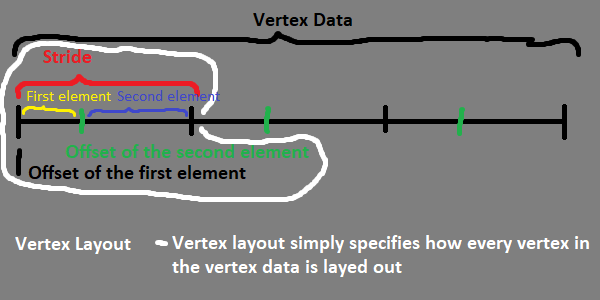 Vertex Data
Stride
First element
Second element
Offset of the second element
Offset of the first element
Vertex Layout
Vertex layout simply specifies how every vertex in
the vertex data is layed out